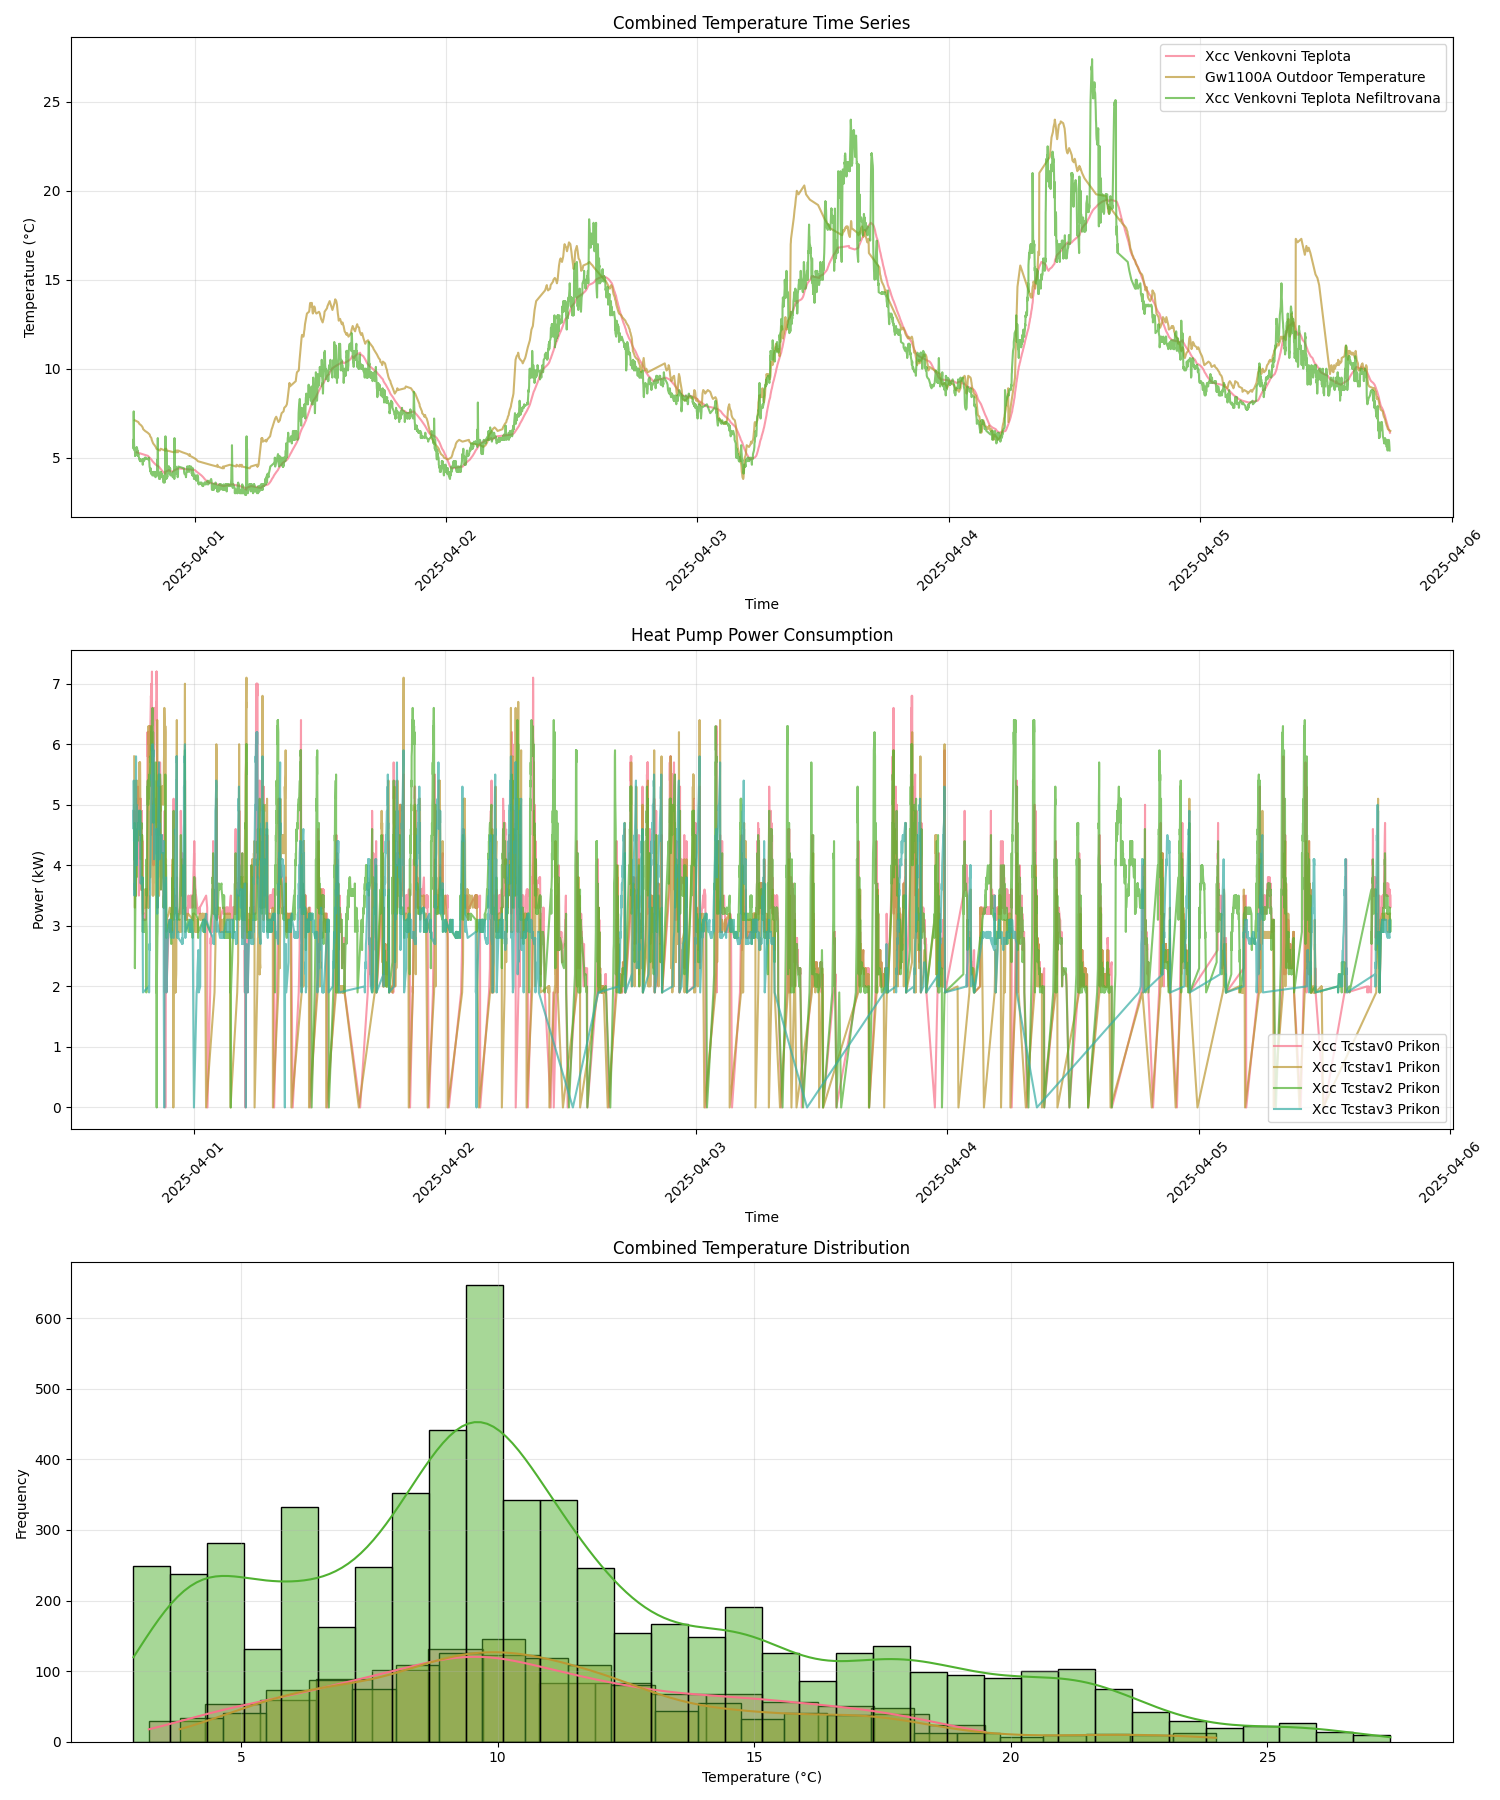 Combined Temperature Time Series
Temperature (°C)
25
20
15
10
5
Xcc Venkovni Teplota
Gw1100A Outdoor Temperature
Xcc Venkovni Teplota Nefiltrovana
2025-04-01
2025-04-02
2025-04-03
2025-04-04
2025-04-05
2025-04-06
Time
Heat Pump Power Consumption
Power (kW)
7
6
5
4
3
2
1
0
Xcc Tcstav0 Prikon
Xcc Tcstav1 Prikon
Xcc Tcstav2 Prikon
Xcc Tcstav3 Prikon
2025-04-01
2025-04-02
2025-04-03
2025-04-04
2025-04-05
2025-04-06
Time
Combined Temperature Distribution
Frequency
600
500
400
300
200
100
0
5
10
15
20
25
Temperature (°C)